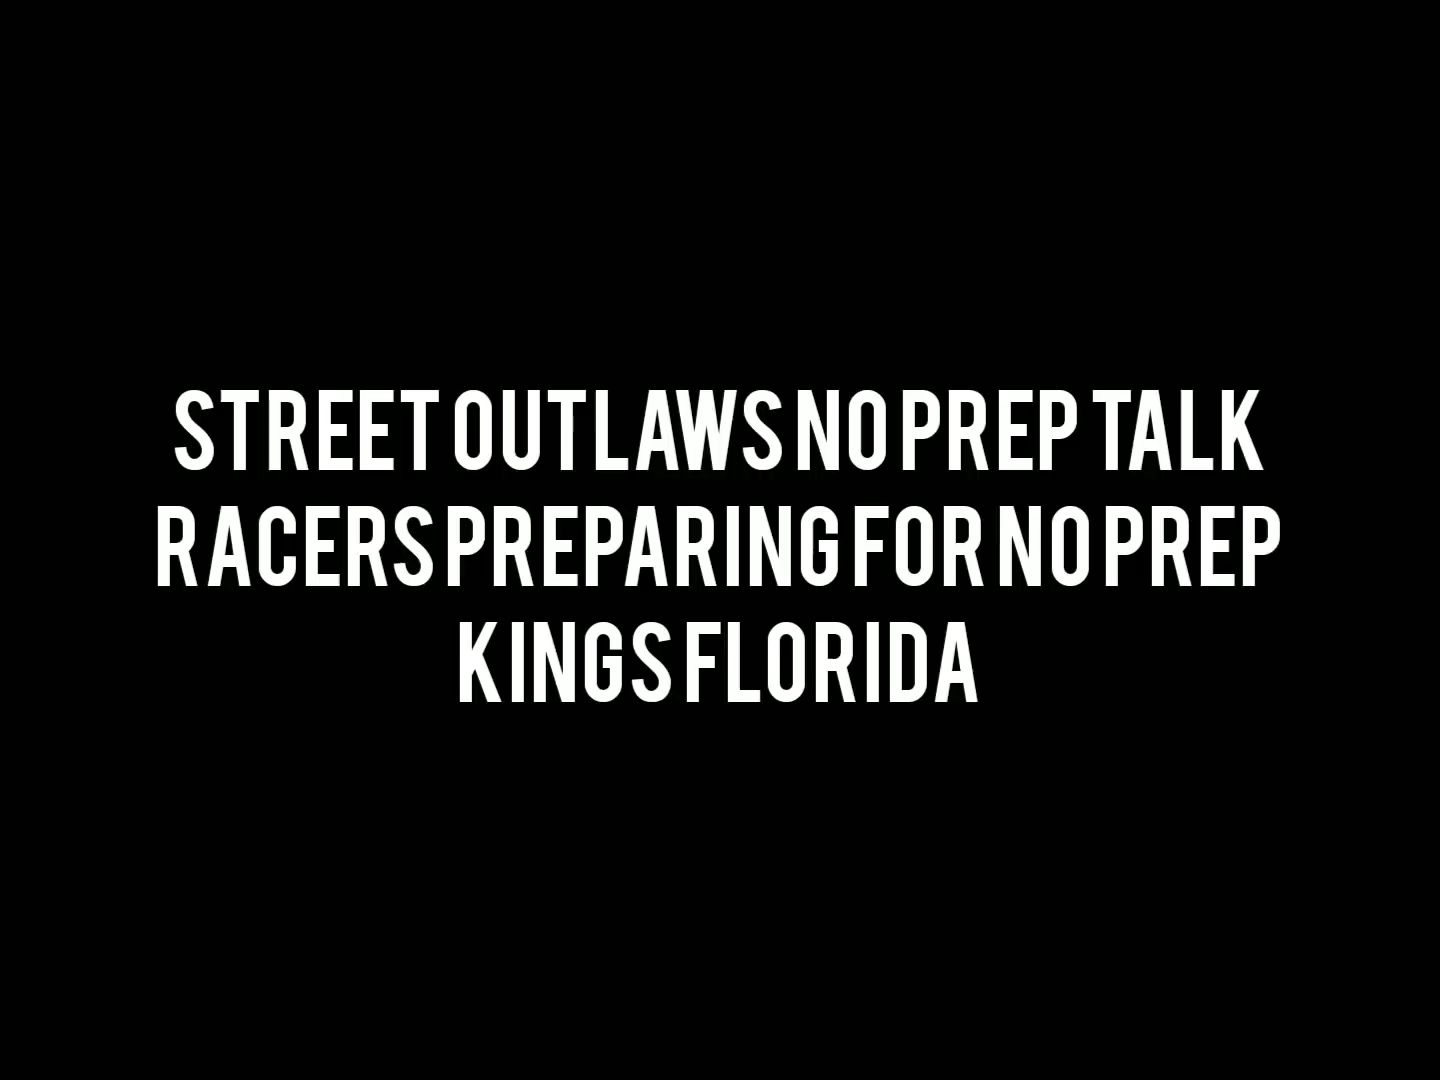 STREET OUTLAWS NO PREP TALK
RACERS PREPARING FOR NO PREP
KINGS FLORIDA